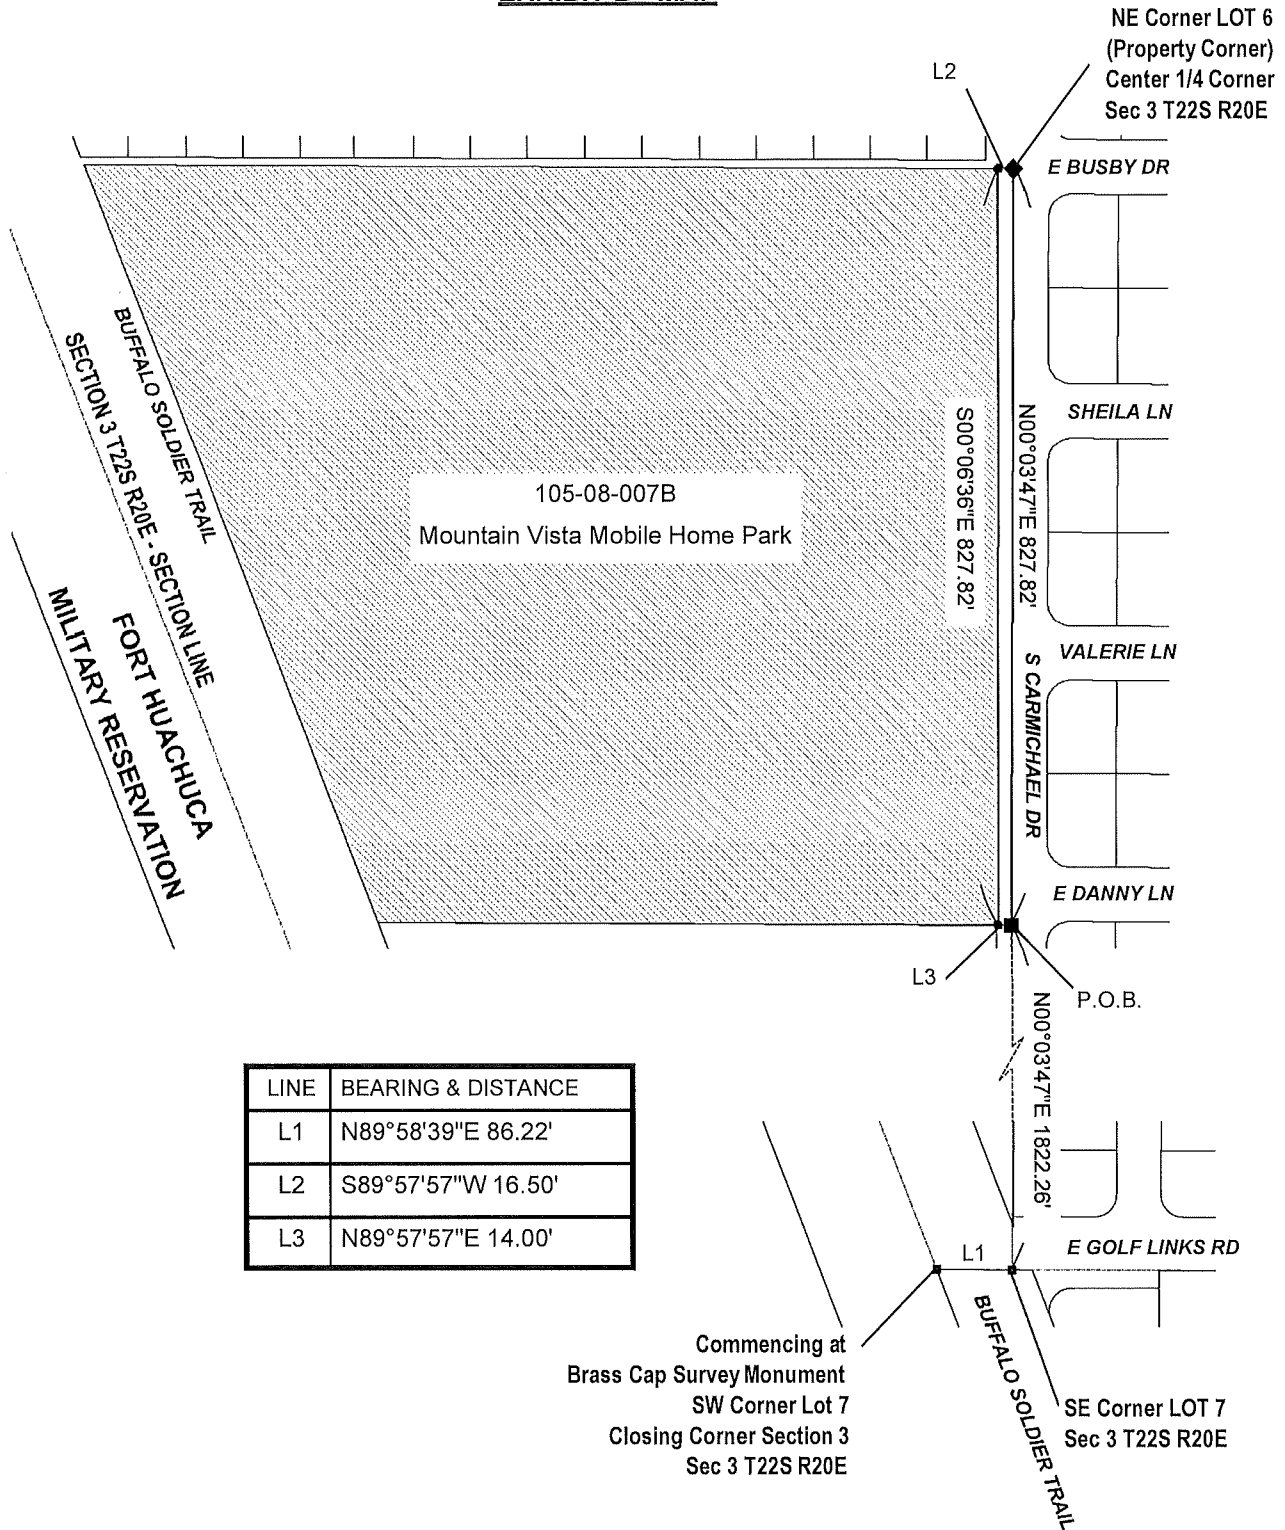 NE Corner LOT 6
(Property Corner)
Center 1/4 Corner
Sec 3 T22S R20E
L2
E BUSBY DR
SHEILA LN
VALERIE LN
E DANNY LN
S CARMICHAEL DR
N00°03'47"E 827.82'
S00°06'36"E 827.82'
105-08-007B
Mountain Vista Mobile Home Park
BUFFALO SOLDIER TRAIL
SECTION 3 T22S R20E - SECTION LINE
FORT HUACHUCA
MILITARY RESERVATION
L3
P.O.B.
N00°03'47"E 1822.26'
LINE BEARING & DISTANCE
L1 N89°58'39"E 86.22'
L2 S89°57'57"W 16.50'
L3 N89°57'57"E 14.00'
L1
E GOLF LINKS RD
BUFFALO SOLDIER TRAIL
Commencing at
Brass Cap Survey Monument
SW Corner Lot 7
Closing Corner Section 3
Sec 3 T22S R20E
SE Corner LOT 7
Sec 3 T22S R20E